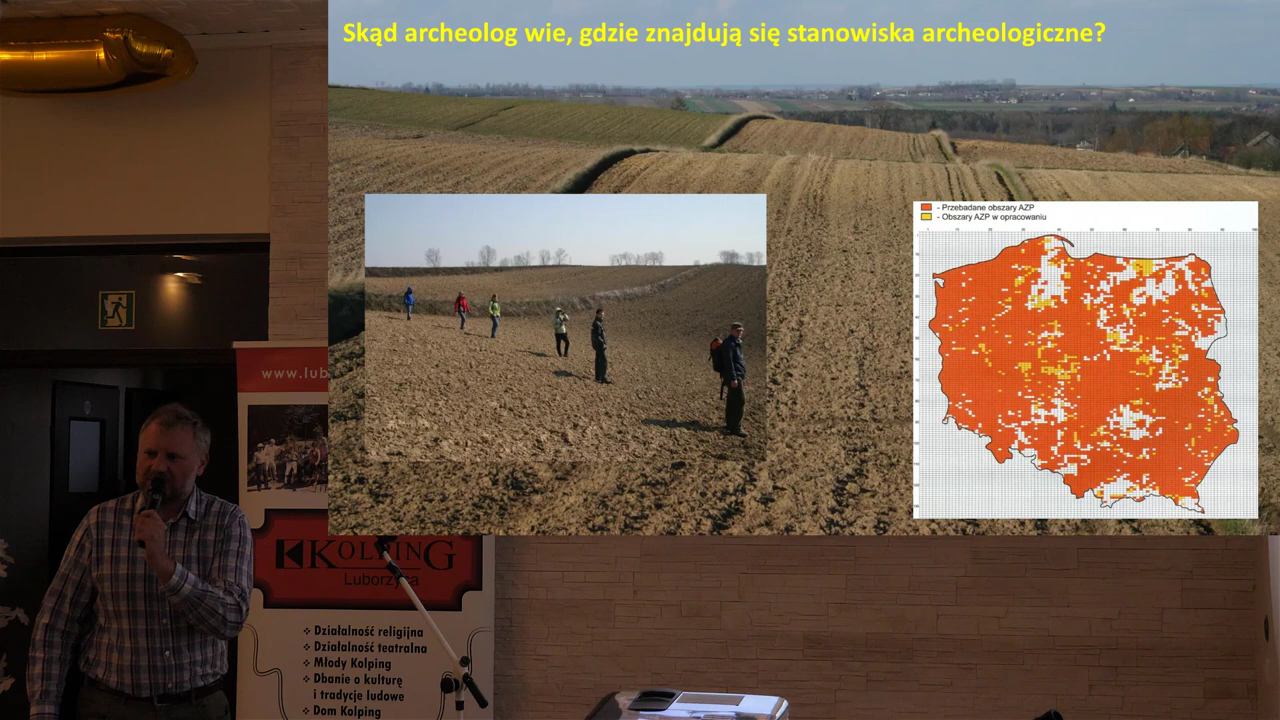 Skąd archeolog wie, gdzie znajdują się stanowiska archeologiczne?
- Przebadane obszary AZP
- Obszary AZP w opracowaniu
www.lub
KOLPING
Luborzyca
❖ Działalność religijna
❖ Działalność teatralna
❖ Młody Kolping
❖ Dbanie o kulturę
i tradycje ludowe
❖ Dom Kolping